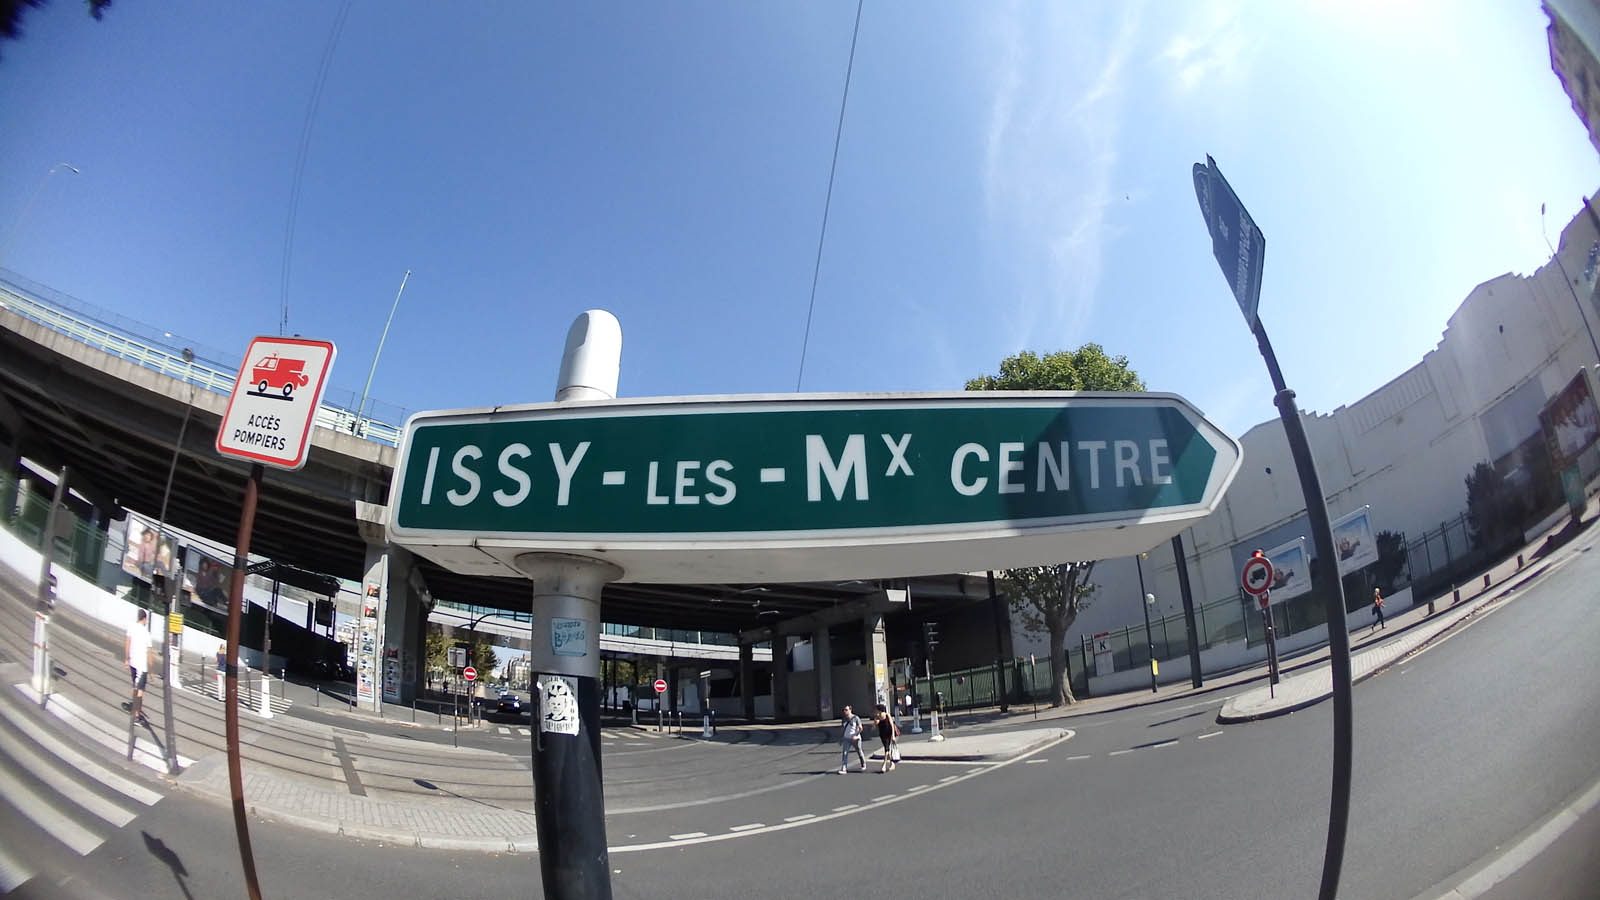 ACCÈS
POMPIERS
ISSY-LES-Mx CENTRE
K